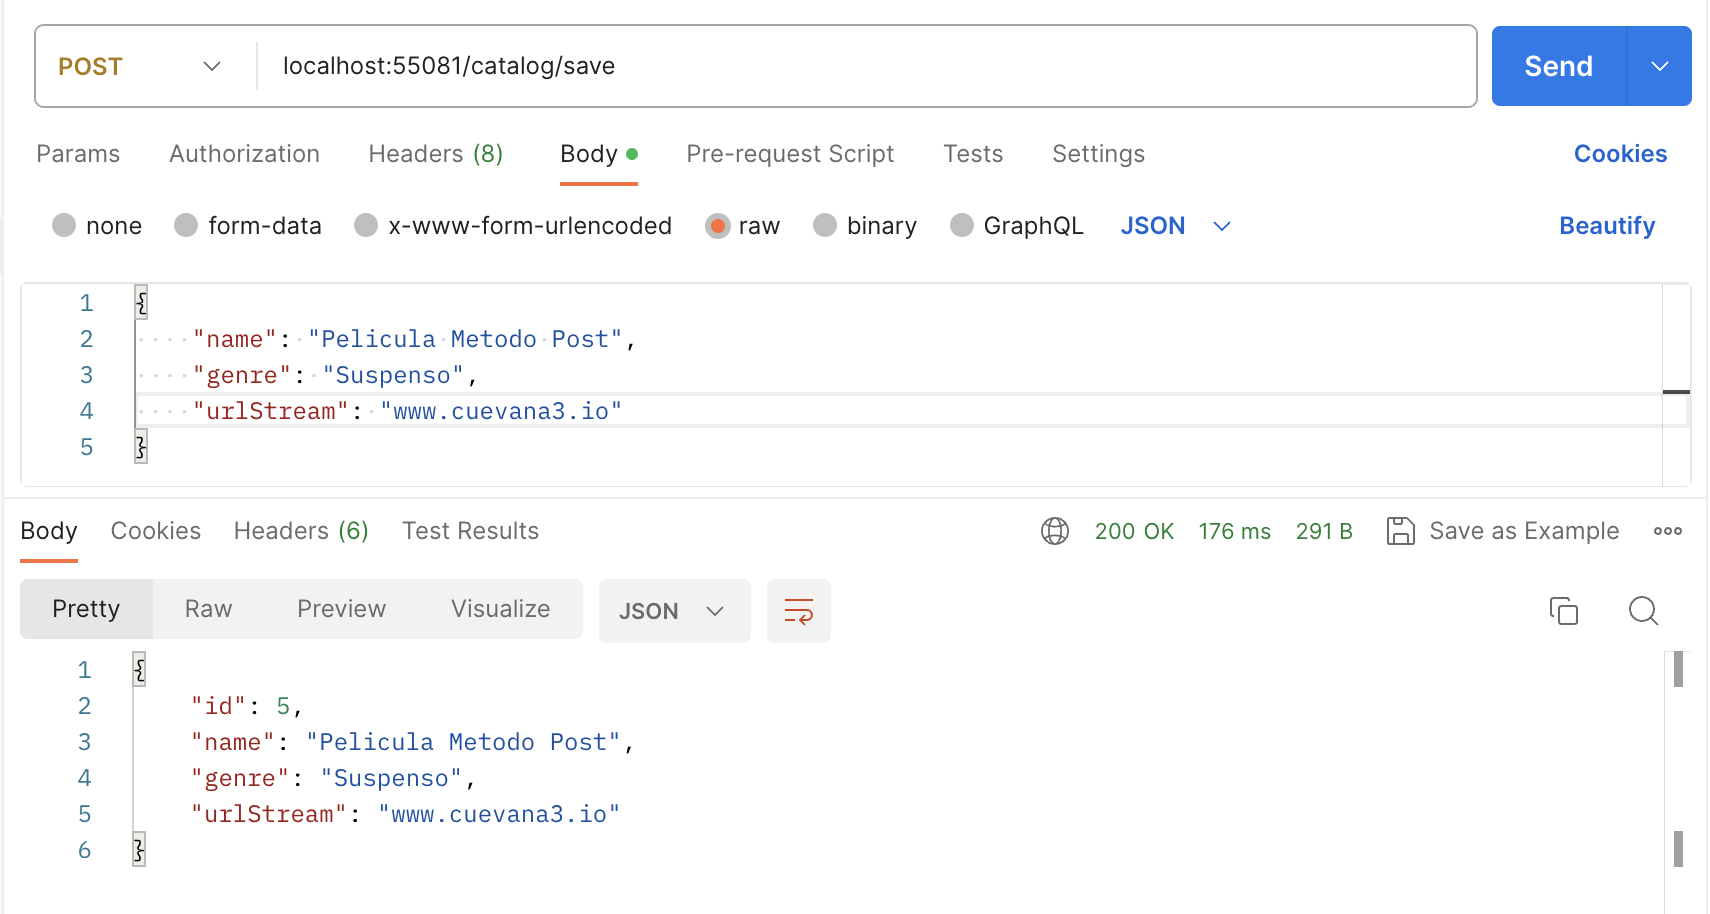 POST localhost:55081/catalog/save Send
Params Authorization Headers (8) Body Pre-request Script Tests Settings Cookies
none form-data x-www-form-urlencoded raw binary GraphQL JSON Beautify
1 {
2 "name": "Pelicula Metodo Post",
3 "genre": "Suspenso",
4 "urlStream": "www.cuevana3.io"
5 }
Body Cookies Headers (6) Test Results 200 OK 176 ms 291 B Save as Example
Pretty Raw Preview Visualize JSON
1 {
2 "id": 5,
3 "name": "Pelicula Metodo Post",
4 "genre": "Suspenso",
5 "urlStream": "www.cuevana3.io"
6 }